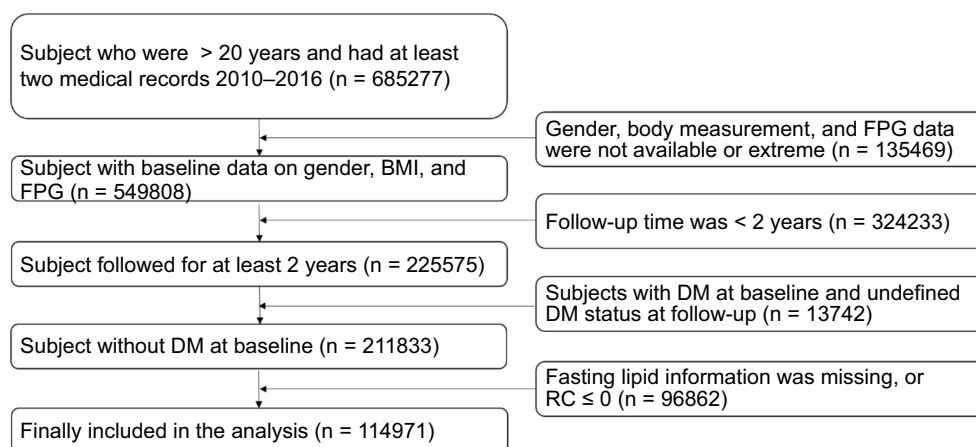 Subject who were > 20 years and had at least
two medical records 2010–2016 (n = 685277)
Gender, body measurement, and FPG data
were not available or extreme (n = 135469)
Subject with baseline data on gender, BMI, and
FPG (n = 549808)
Follow-up time was < 2 years (n = 324233)
Subject followed for at least 2 years (n = 225575)
Subjects with DM at baseline and undefined
DM status at follow-up (n = 13742)
Subject without DM at baseline (n = 211833)
Fasting lipid information was missing, or
RC ≤ 0 (n = 96862)
Finally included in the analysis (n = 114971)